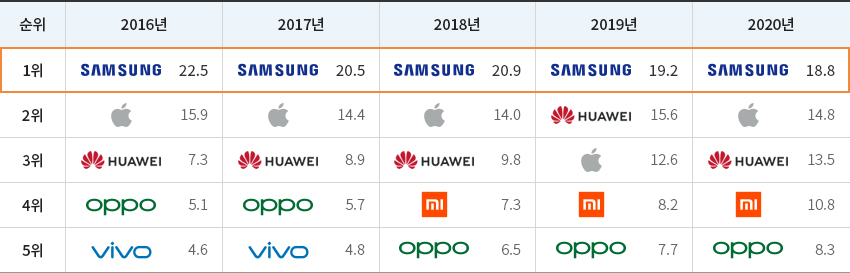 순위 2016년 2017년 2018년 2019년 2020년
1위 SAMSUNG 22.5 SAMSUNG 20.5 SAMSUNG 20.9 SAMSUNG 19.2 SAMSUNG 18.8
2위 15.9 14.4 14.0 HUAWEI 15.6 14.8
3위 HUAWEI 7.3 HUAWEI 8.9 HUAWEI 9.8 12.6 HUAWEI 13.5
4위 oppo 5.1 oppo 5.7 mi 7.3 mi 8.2 mi 10.8
5위 vivo 4.6 vivo 4.8 oppo 6.5 oppo 7.7 oppo 8.3